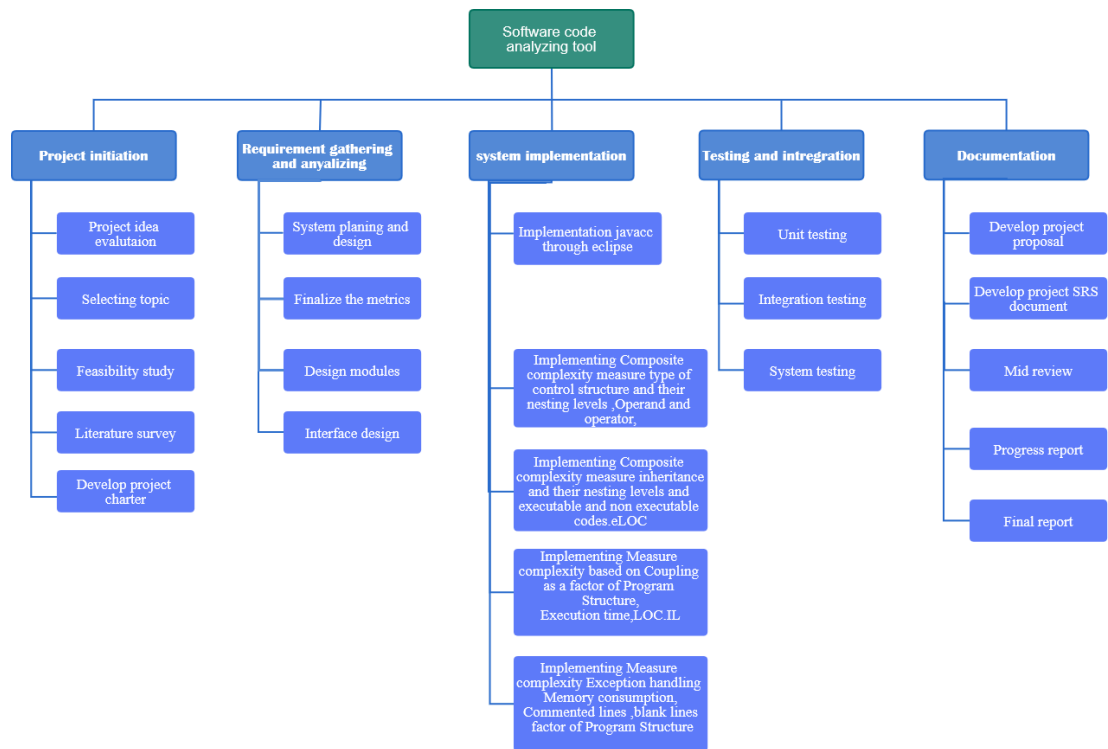 Software code
analyzing tool
Project initiation
Project idea
evalutaion
Selecting topic
Feasibility study
Literature survey
Develop project
charter
Requirement gathering
and anyalizing
System planing and
design
Finalize the metrics
Design modules
Interface design
system implementation
Implementation javacc
through eclipse
Implementing Composite
complexity measure type of
control structure and their
nesting levels ,Operand and
operator,
Implementing Composite
complexity measure inheritance
and their nesting levels and
executable and non executable
codes.eLOC
Implementing Measure
complexity based on Coupling
as a factor of Program
Structure,
Execution time,LOC.IL
Implementing Measure
complexity Exception handling
Memory consumption,
Commented lines ,blank lines
factor of Program Structure
Testing and intregration
Unit testing
Integration testing
System testing
Documentation
Develop project
proposal
Develop project SRS
document
Mid review
Progress report
Final report